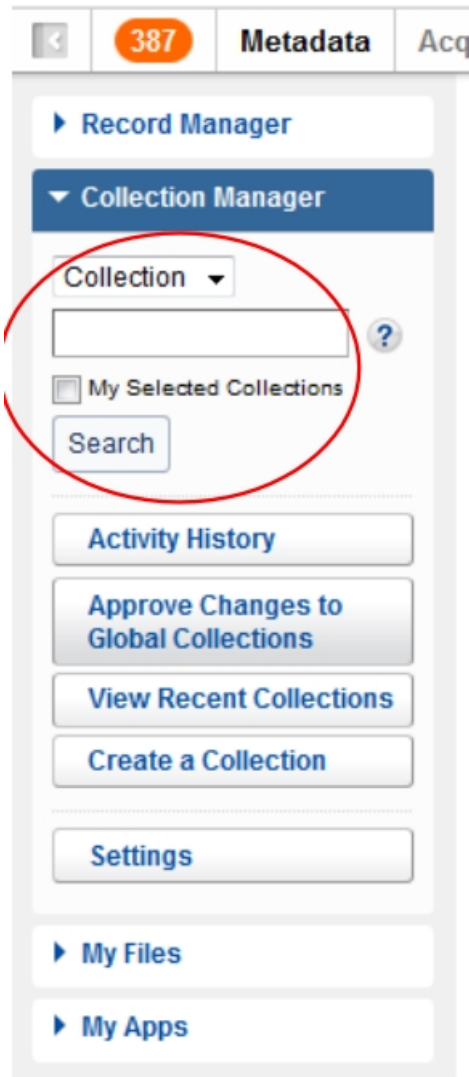 387 Metadata Acq
Record Manager
Collection Manager
Collection
?
My Selected Collections
Search
Activity History
Approve Changes to
Global Collections
View Recent Collections
Create a Collection
Settings
My Files
My Apps